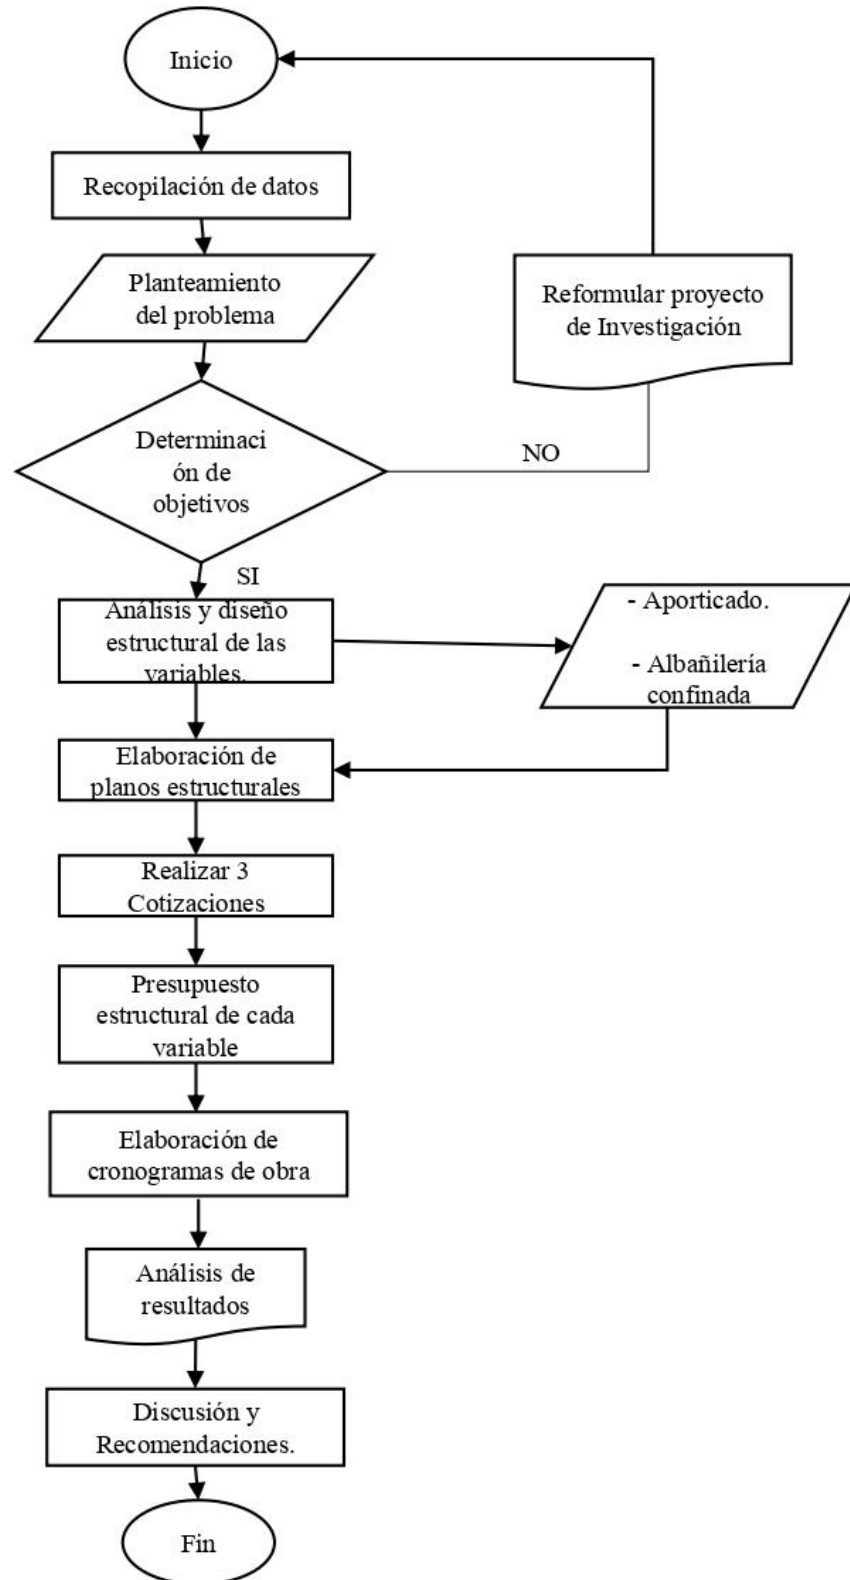 Inicio
Recopilación de datos
Planteamiento
del problema
Reformular proyecto
de Investigación
Determinaci
ón de
objetivos
NO
SI
Análisis y diseño
estructural de las
variables.
- Aporticado.
- Albañilería
confinada
Elaboración de
planos estructurales
Realizar 3
Cotizaciones
Presupuesto
estructural de cada
variable
Elaboración de
cronogramas de obra
Análisis de
resultados
Discusión y
Recomendaciones.
Fin